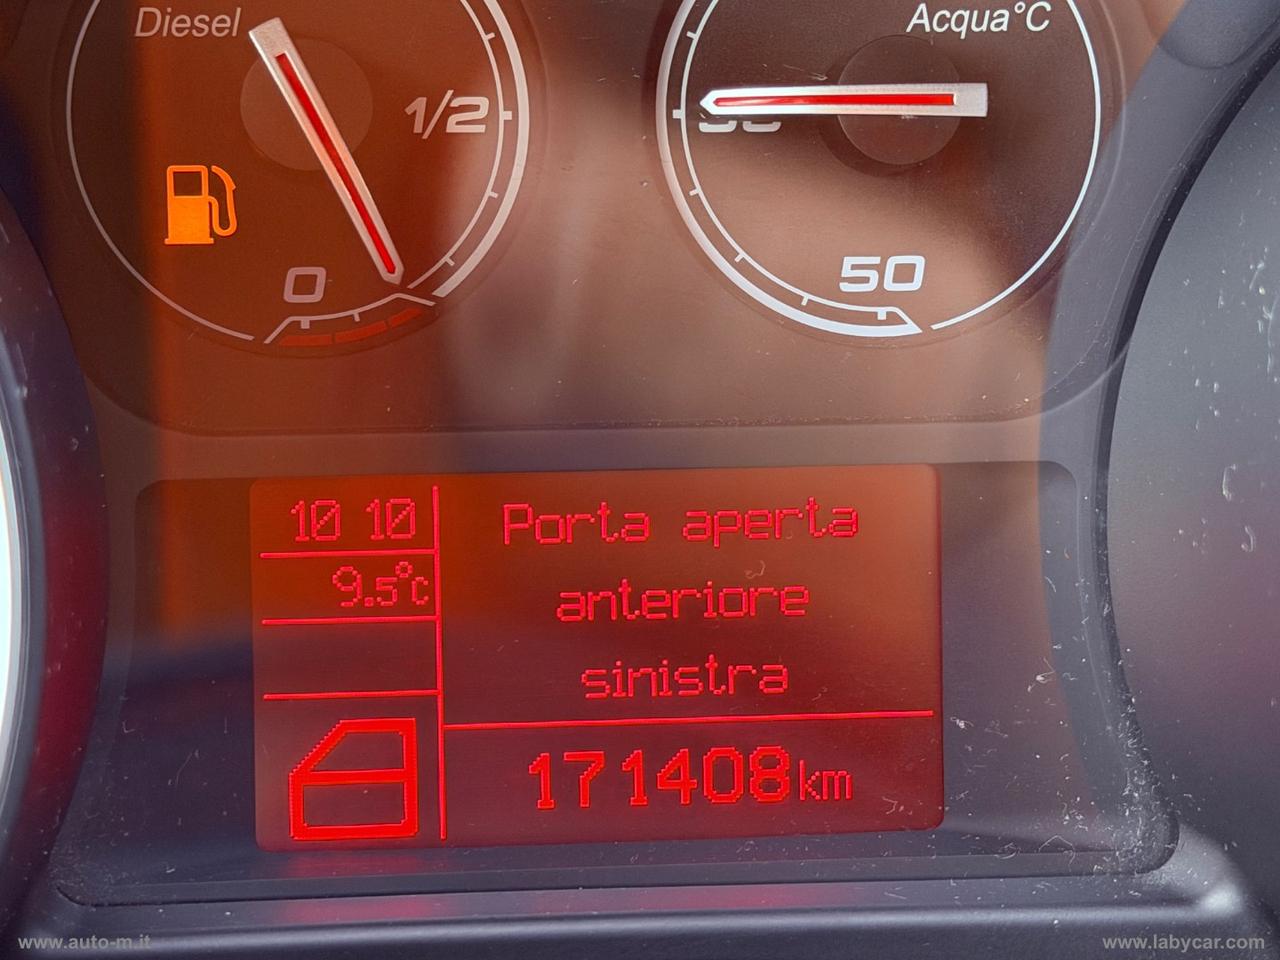 Diesel
Acqua°C
1/2
90
0
50
10 10
9.5°C
Porta aperta
anteriore
sinistra
171408km
www.auto-m.it
www.labycar.com